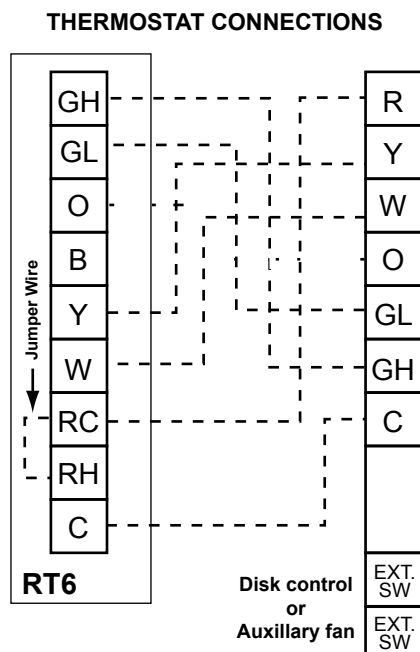 THERMOSTAT CONNECTIONS
GH
GL
O
B
Y
W
RC
RH
C
Jumper Wire
RT6
R
Y
W
O
GL
GH
C
EXT.
SW
EXT.
SW
Disk control
or
Auxillary fan